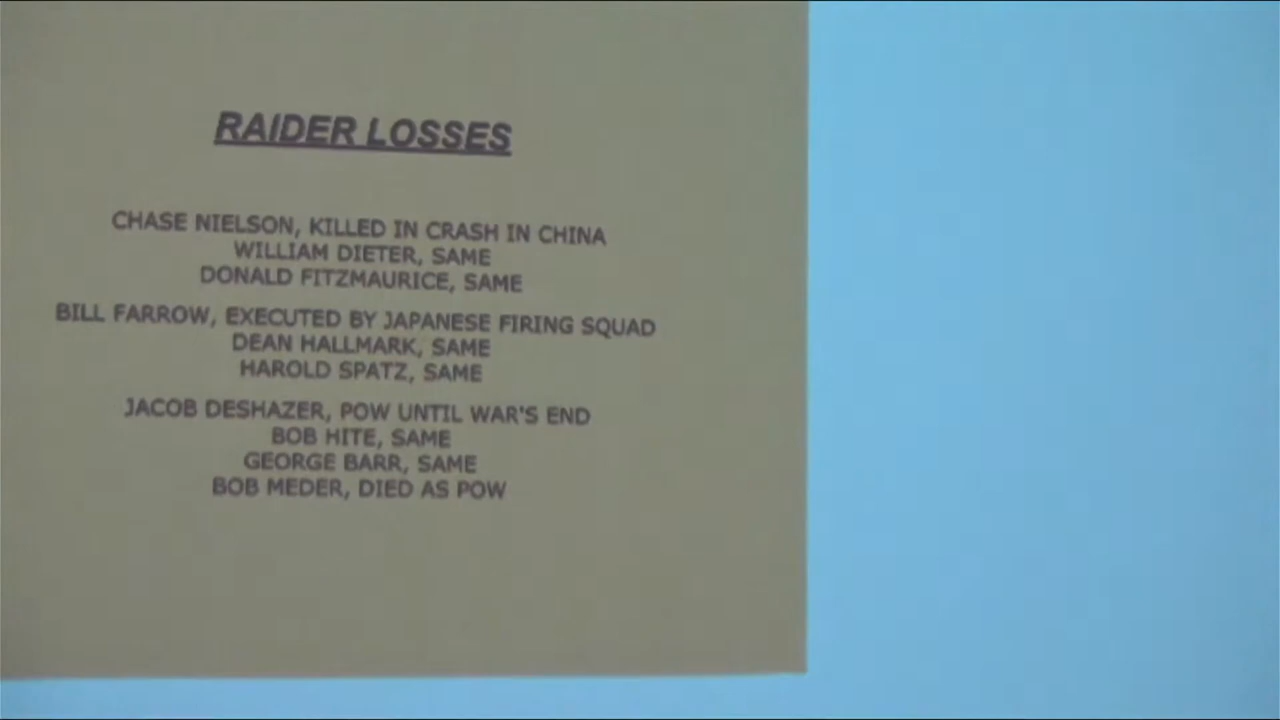 RAIDER LOSSES
CHASE NIELSON, KILLED IN CRASH IN CHINA
WILLIAM DIETER, SAME
DONALD FITZMAURICE, SAME
BILL FARROW, EXECUTED BY JAPANESE FIRING SQUAD
DEAN HALLMARK, SAME
HAROLD SPATZ, SAME
JACOB DESHAZER, POW UNTIL WAR'S END
BOB HITE, SAME
GEORGE BARR, SAME
BOB MEDER, DIED AS POW